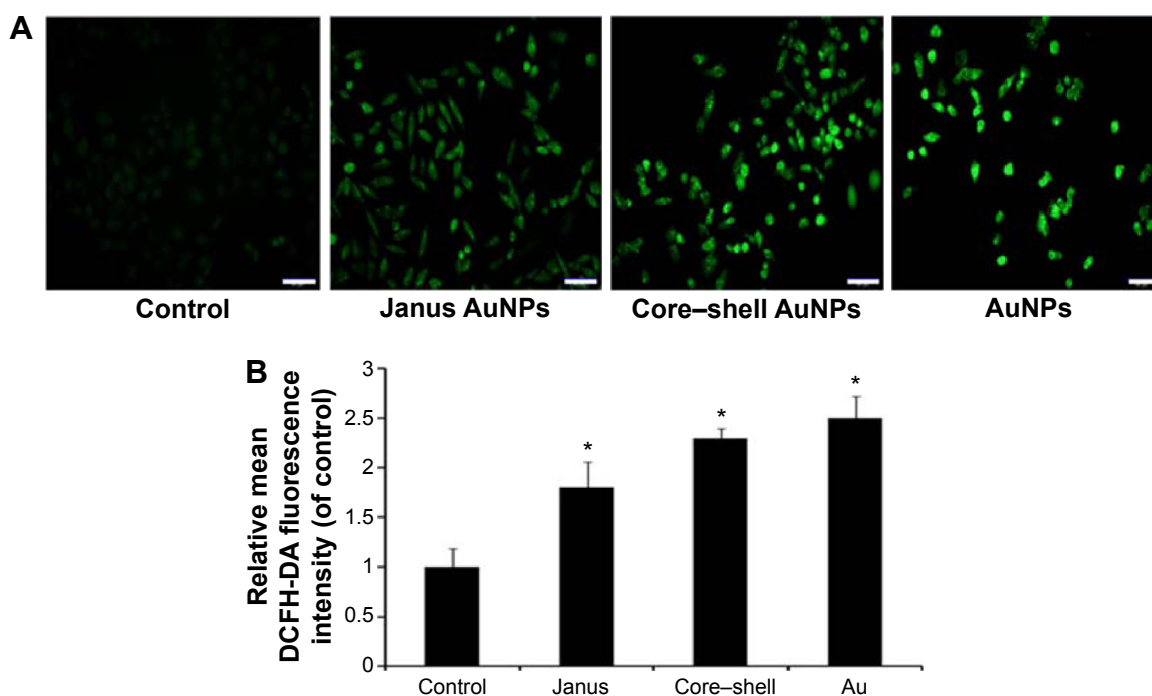 A
Control
Janus AuNPs
Core–shell AuNPs
AuNPs
B
Relative mean
DCFH-DA fluorescence
intensity (of control)
3
2.5
2
1.5
1
0.5
0
*
*
*
Control
Janus
Core–shell
Au